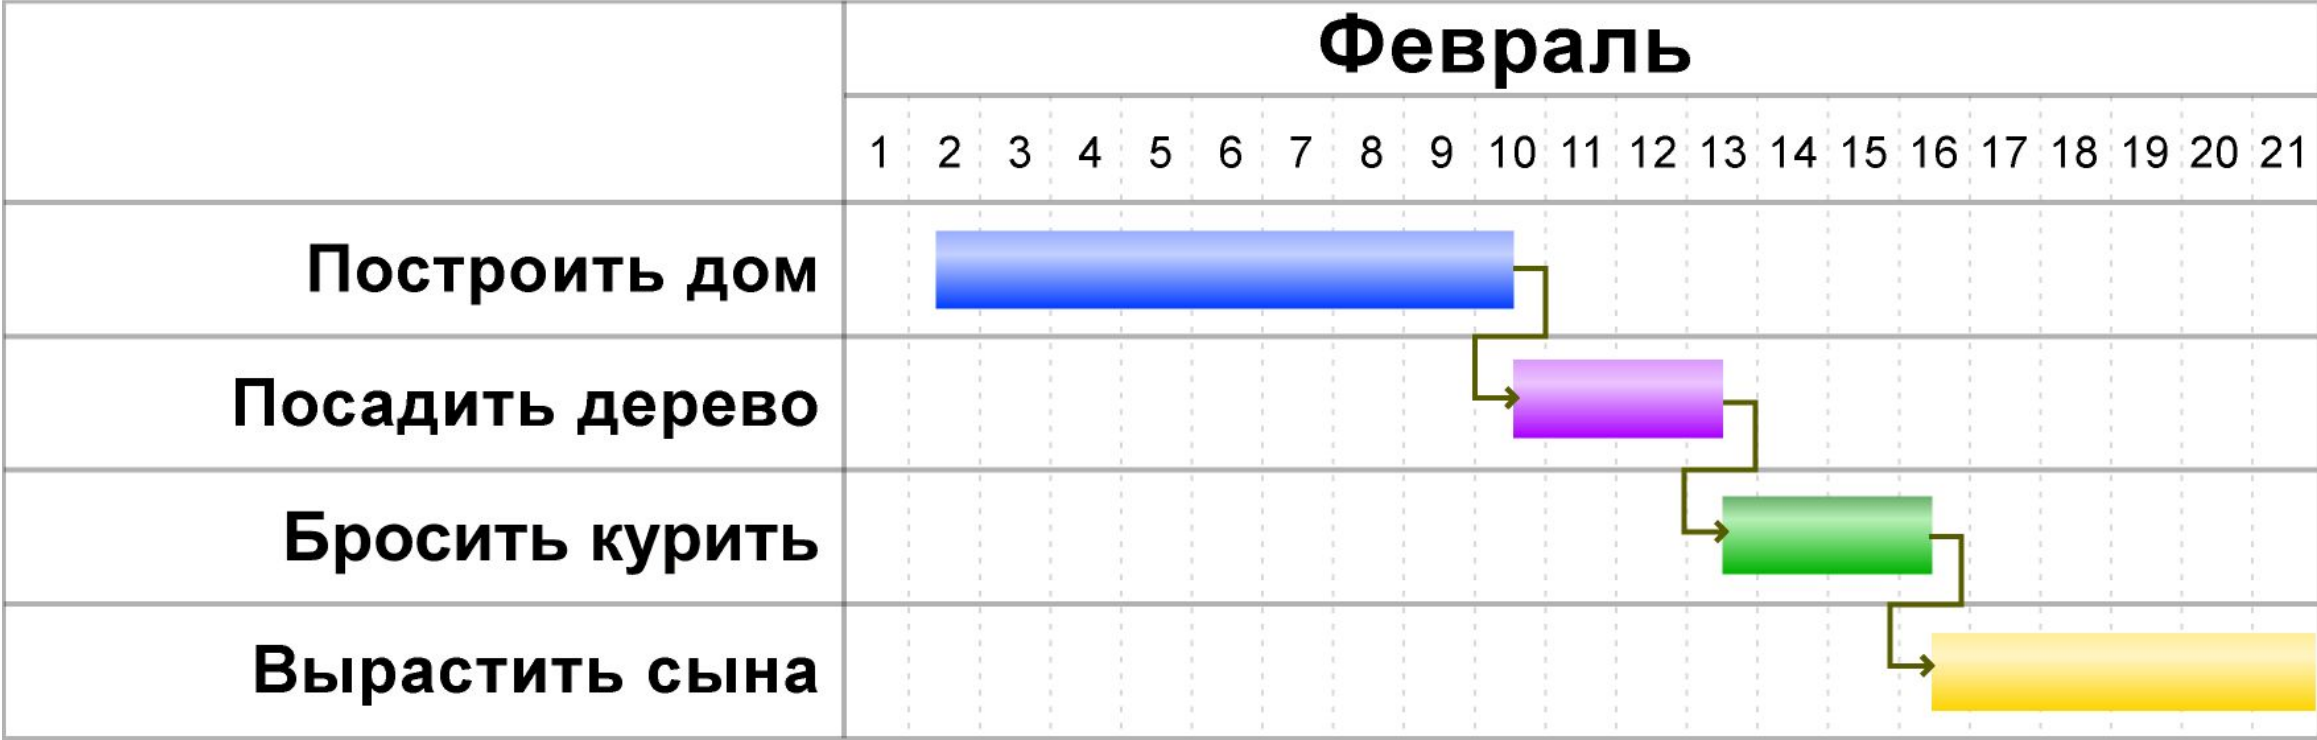 Февраль
1 2 3 4 5 6 7 8 9 10 11 12 13 14 15 16 17 18 19 20 21
Построить дом
Посадить дерево
Бросить курить
Вырастить сына